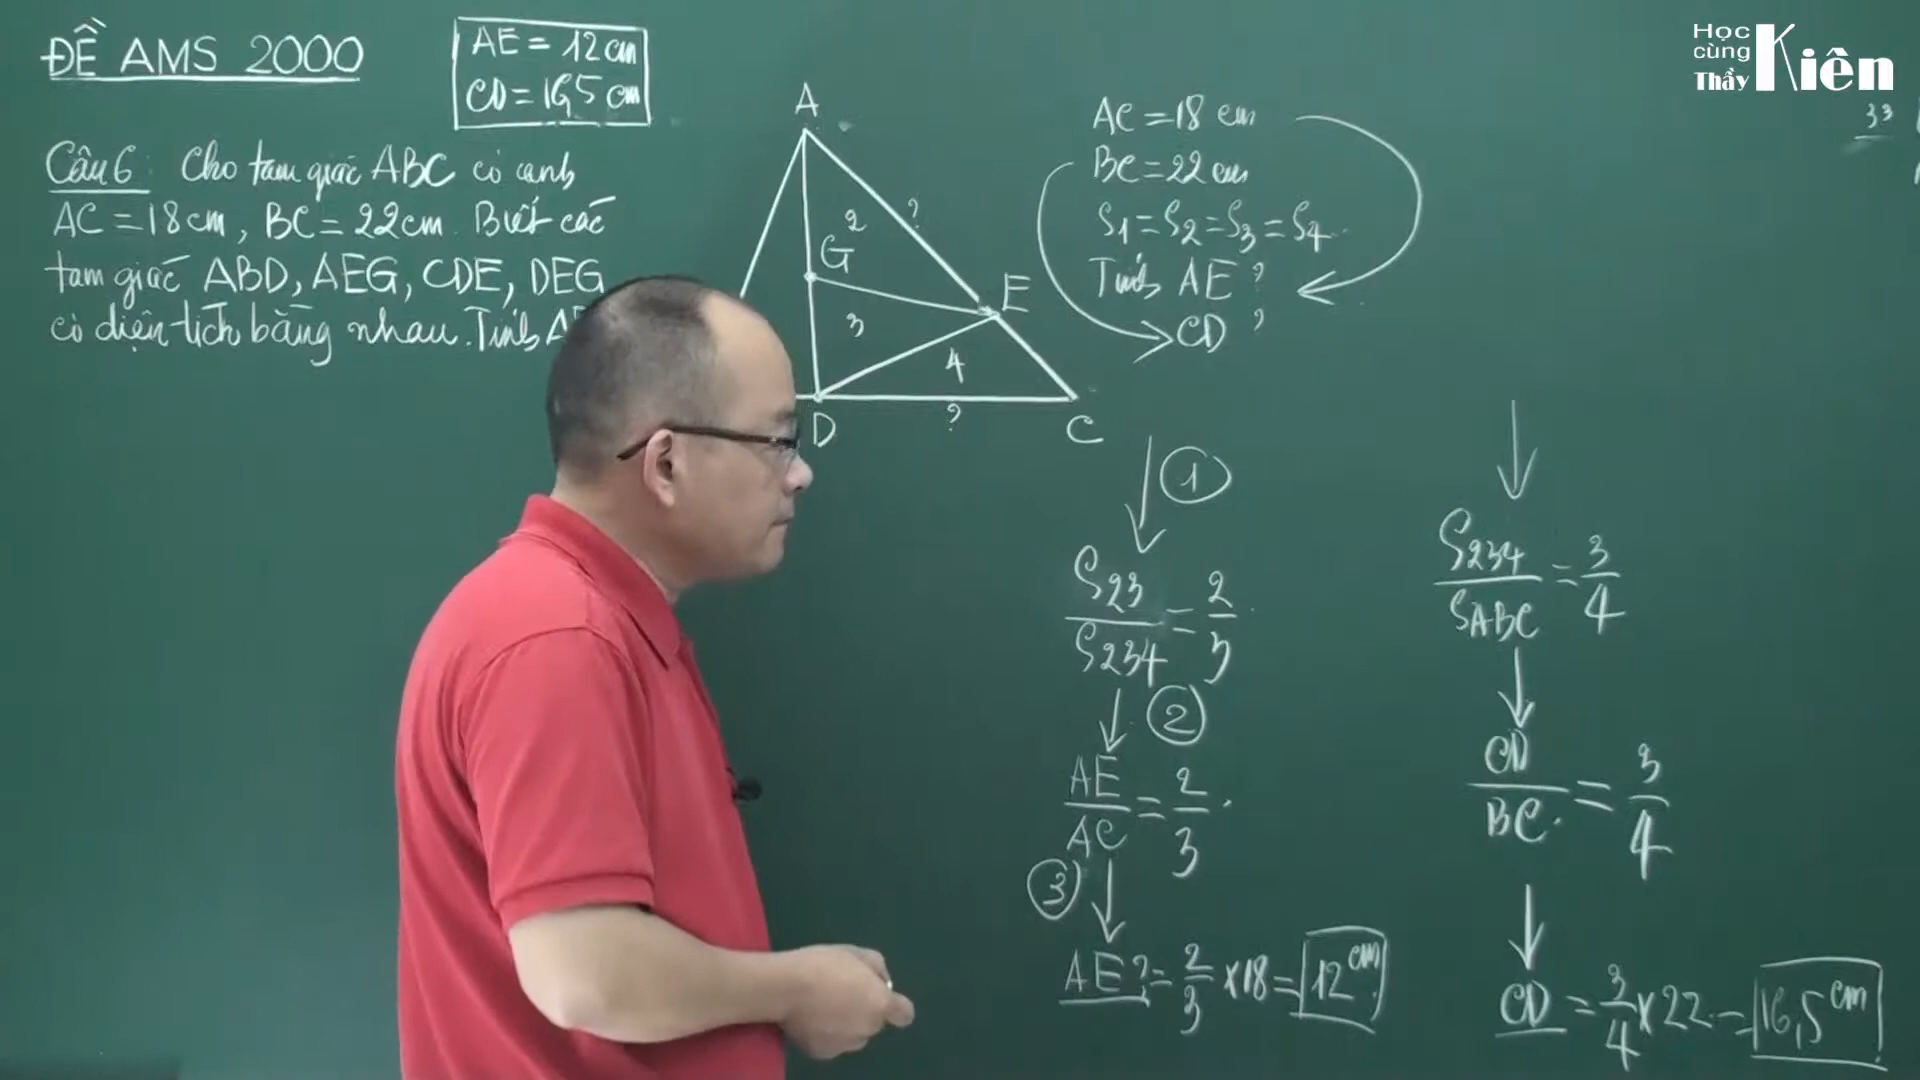 ĐỀ AMS 2000
AE = 12 cm
CD = 16,5 cm
Câu 6: Cho tam giác ABC có cạnh
AC = 18cm, BC = 22cm. Biết các
tam giác ABD, AEG, CDE, DEG
có diện tích bằng nhau. Tính A
A
2
?
G
E
3
4
D
?
C
AC = 18 cm
BC = 22 cm
S1 = S2 = S3 = S4
Tính AE ?
CD ?
1
S23 / S234 = 2/3
2
AE / AC = 2/3
3
AE ? = 2/3 × 18 = 12 cm
S234 / SABC = 3/4
CD / BC = 3/4
CD = 3/4 × 22 = 16,5 cm
Học
cùng
Thầy Kiên
33